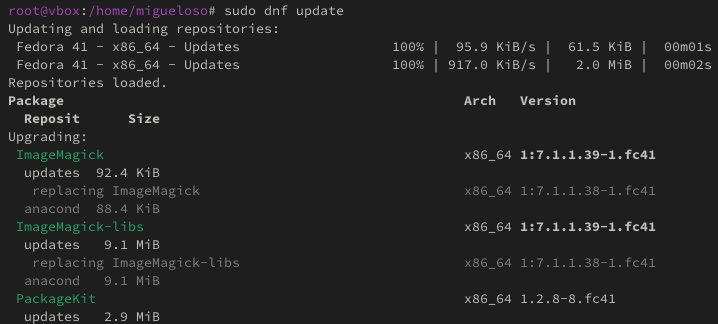 root@vbox:/home/migueloso# sudo dnf update
Updating and loading repositories:
 Fedora 41 - x86_64 - Updates                   100% |  95.9 KiB/s |  61.5 KiB |  00m01s
 Fedora 41 - x86_64 - Updates                   100% | 917.0 KiB/s |   2.0 MiB |  00m02s
Repositories loaded.
Package                                                  Arch   Version
  Reposit      Size
Upgrading:
 ImageMagick                                             x86_64 1:7.1.1.39-1.fc41
  updates  92.4 KiB
   replacing ImageMagick                                 x86_64 1:7.1.1.38-1.fc41
  anacond  88.4 KiB
 ImageMagick-libs                                        x86_64 1:7.1.1.39-1.fc41
  updates   9.1 MiB
   replacing ImageMagick-libs                            x86_64 1:7.1.1.38-1.fc41
  anacond   9.1 MiB
 PackageKit                                              x86_64 1.2.8-8.fc41
  updates   2.9 MiB